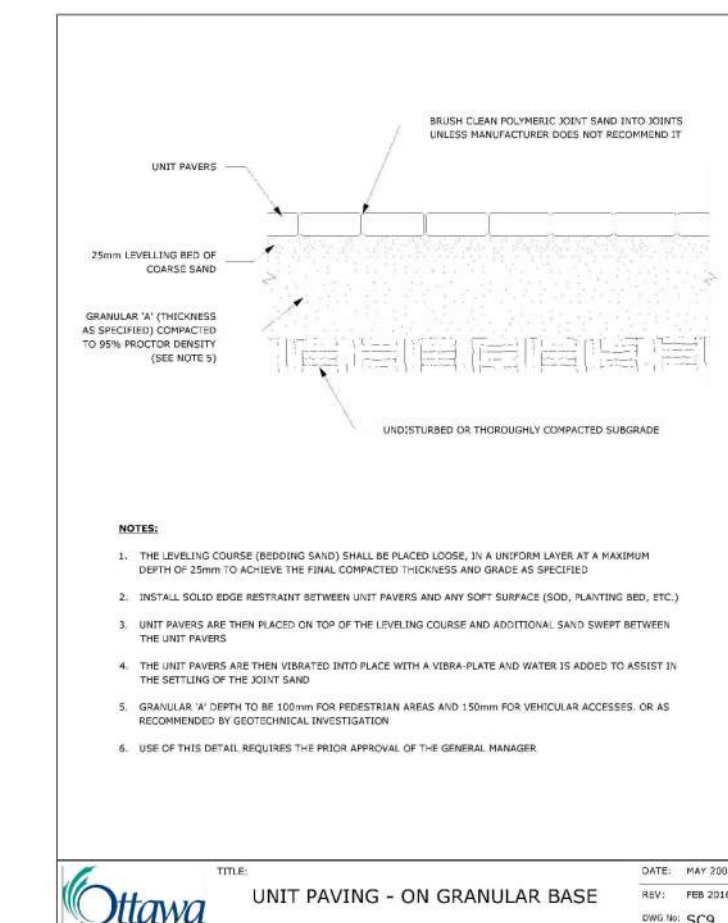 BRUSH CLEAN POLYMERIC JOINT SAND INTO JOINTS
UNLESS MANUFACTURER DOES NOT RECOMMEND IT
UNIT PAVERS
25mm LEVELLING BED OF
COARSE SAND
GRANULAR 'A' (THICKNESS
AS SPECIFIED) COMPACTED
TO 95% PROCTOR DENSITY
(SEE NOTE 5)
UNDISTURBED OR THOROUGHLY COMPACTED SUBGRADE
NOTES:
1. THE LEVELING COURSE (BEDDING SAND) SHALL BE PLACED LOOSE, IN A UNIFORM LAYER AT A MAXIMUM
DEPTH OF 25mm TO ACHIEVE THE FINAL COMPACTED THICKNESS AND GRADE AS SPECIFIED
2. INSTALL SOLID EDGE RESTRAINT BETWEEN UNIT PAVERS AND ANY SOFT SURFACE (SOD, PLANTING BED, ETC.)
3. UNIT PAVERS ARE THEN PLACED ON TOP OF THE LEVELING COURSE AND ADDITIONAL SAND SWEPT BETWEEN
THE UNIT PAVERS
4. THE UNIT PAVERS ARE THEN VIBRATED INTO PLACE WITH A VIBRA-PLATE AND WATER IS ADDED TO ASSIST IN
THE SETTLING OF THE JOINT SAND
5. GRANULAR 'A' DEPTH TO BE 100mm FOR PEDESTRIAN AREAS AND 150mm FOR VEHICULAR ACCESSES. OR AS
RECOMMENDED BY GEOTECHNICAL INVESTIGATION
6. USE OF THIS DETAIL REQUIRES THE PRIOR APPROVAL OF THE GENERAL MANAGER
Ottawa
TITLE:
UNIT PAVING - ON GRANULAR BASE
DATE: MAY 200
REV: FEB 2016
DWG No: SC9